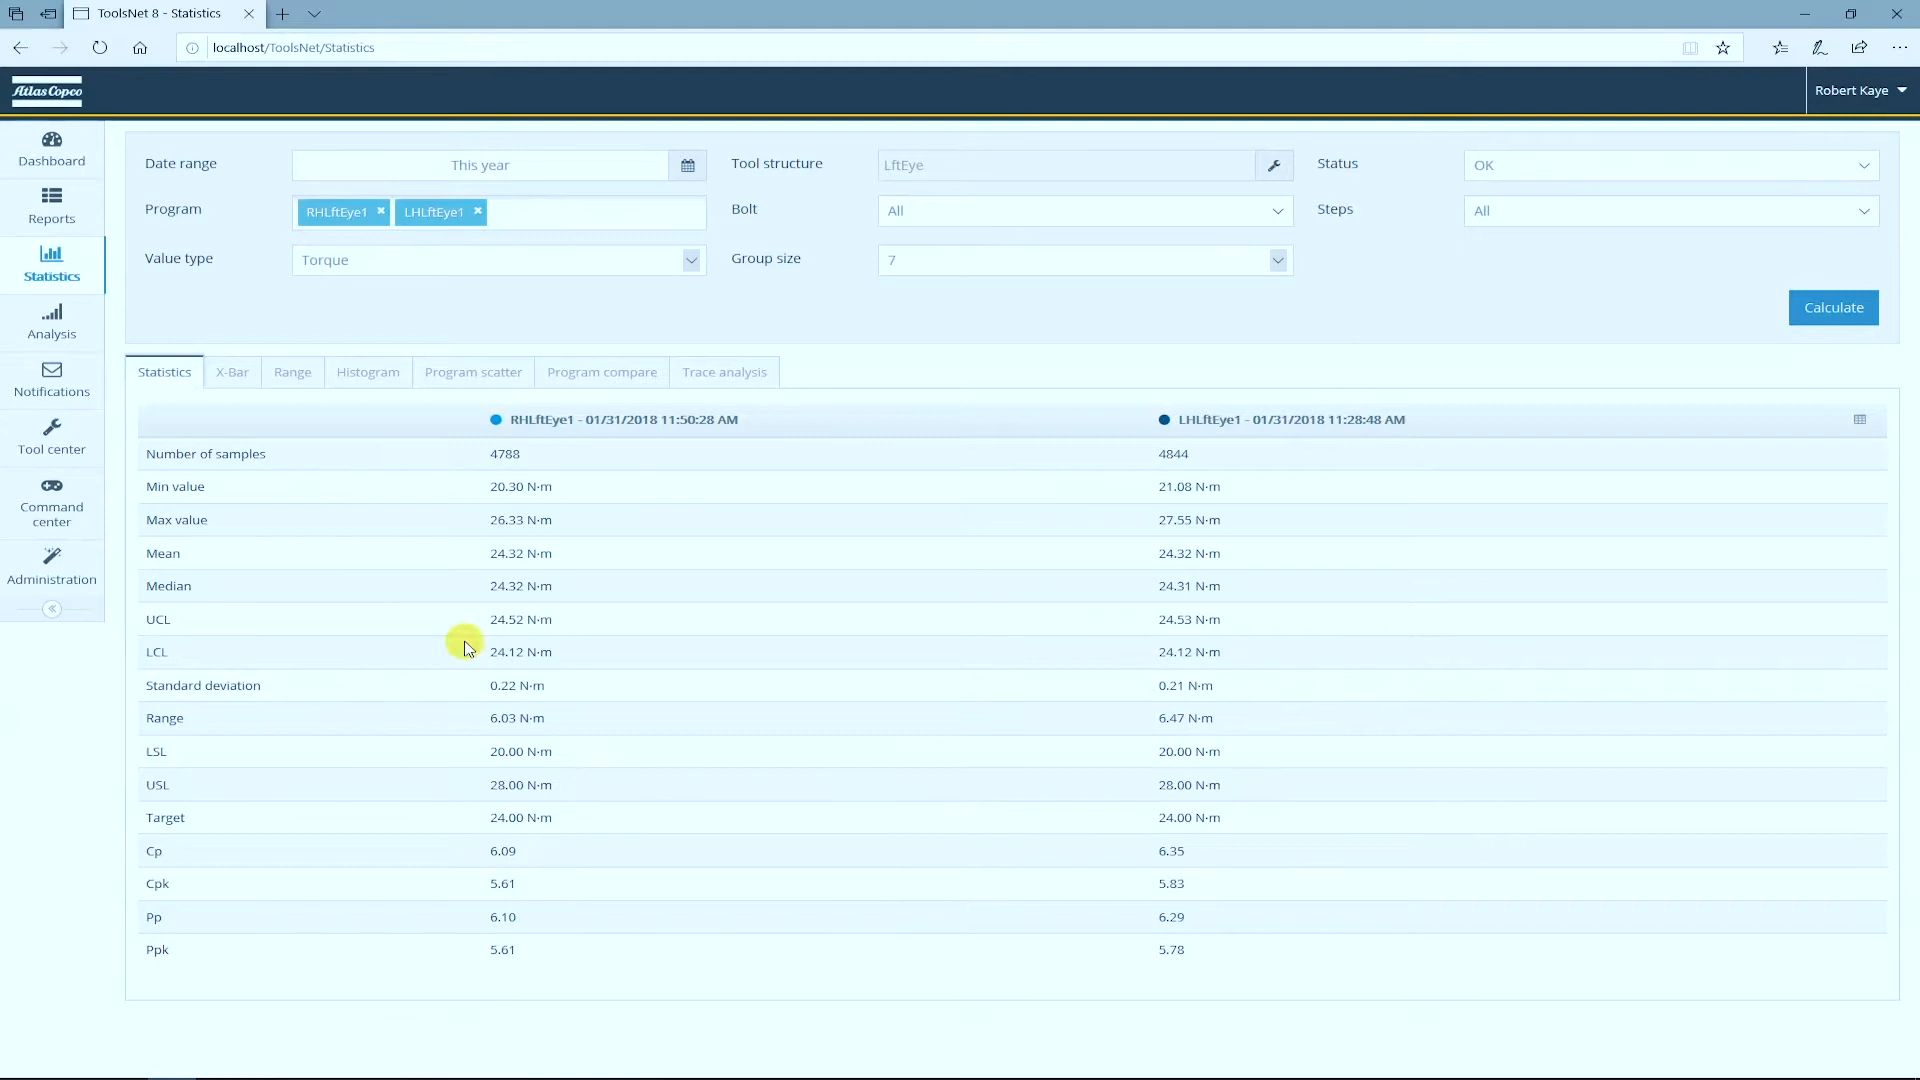 ToolsNet 8 - Statistics
localhost/ToolsNet/Statistics
Atlas Copco
Robert Kaye
Dashboard
Reports
Statistics
Analysis
Notifications
Tool center
Command
center
Administration
Date range This year Tool structure LftEye Status OK
Program RHLftEye1 LHLftEye1 Bolt All Steps All
Value type Torque Group size 7
Calculate
Statistics X-Bar Range Histogram Program scatter Program compare Trace analysis
RHLftEye1 - 01/31/2018 11:50:28 AM LHLftEye1 - 01/31/2018 11:28:48 AM
Number of samples 4788 4844
Min value 20.30 N·m 21.08 N·m
Max value 26.33 N·m 27.55 N·m
Mean 24.32 N·m 24.32 N·m
Median 24.32 N·m 24.31 N·m
UCL 24.52 N·m 24.53 N·m
LCL 24.12 N·m 24.12 N·m
Standard deviation 0.22 N·m 0.21 N·m
Range 6.03 N·m 6.47 N·m
LSL 20.00 N·m 20.00 N·m
USL 28.00 N·m 28.00 N·m
Target 24.00 N·m 24.00 N·m
Cp 6.09 6.35
Cpk 5.61 5.83
Pp 6.10 6.29
Ppk 5.61 5.78